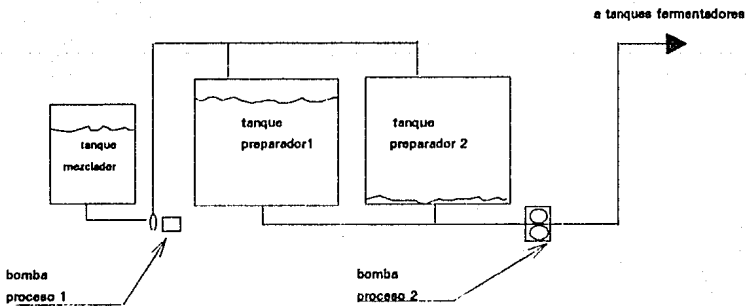 a tanques fermentadores
tanque
mezclador
tanque
preparador1
tanque
preparador 2
bomba
proceso 1
bomba
proceso 2